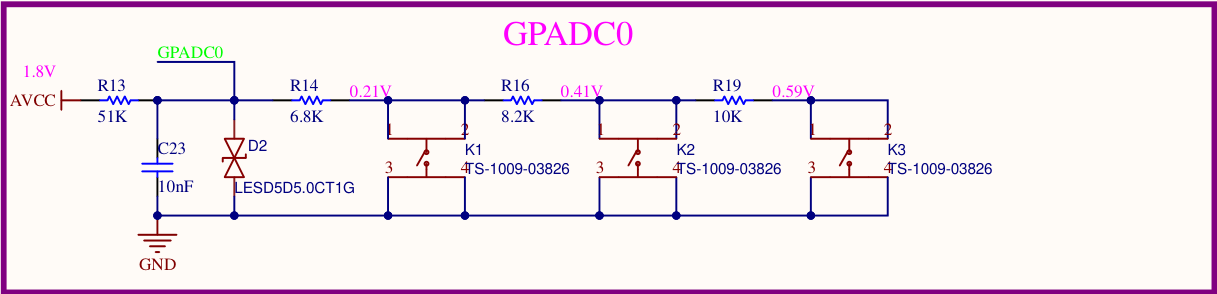 GPADC0
GPADC0
1.8V
AVCC
R13
51K
R14
6.8K
0.21V
R16
8.2K
0.41V
R19
10K
0.59V
C23
10nF
D2
LESD5D5.0CT1G
1
2
3
4
K1
TS-1009-03826
1
2
3
4
K2
TS-1009-03826
1
2
3
4
K3
TS-1009-03826
GND